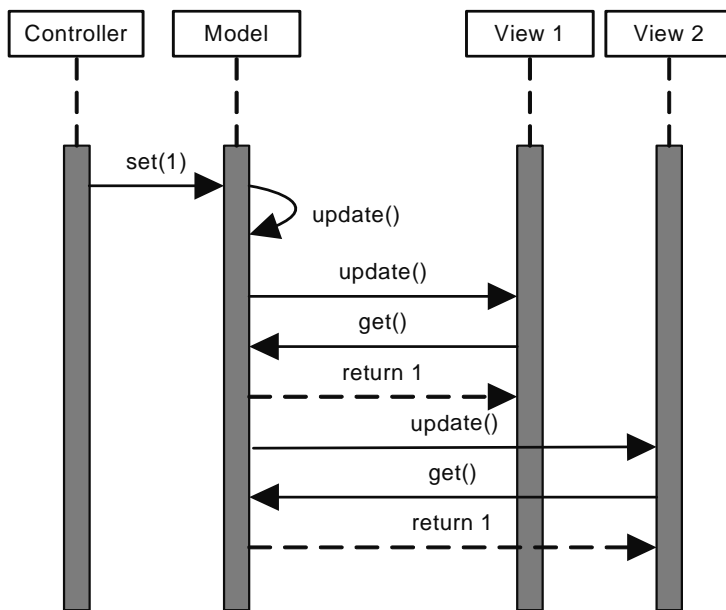 Controller
Model
View 1
View 2
set(1)
update()
update()
get()
return 1
update()
get()
return 1